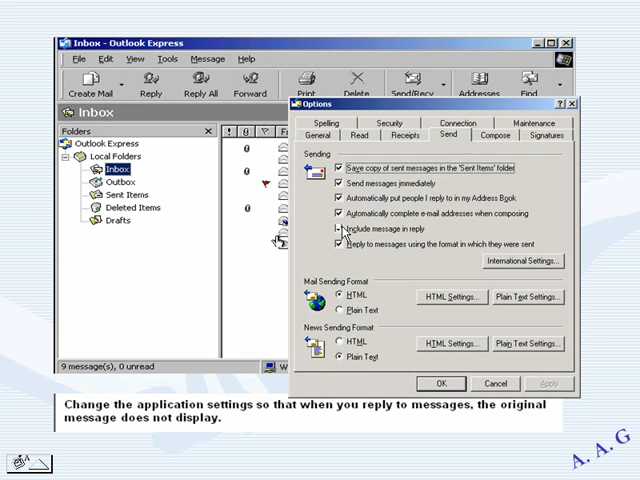 Inbox - Outlook Express
File Edit View Tools Message Help
Create Mail Reply Reply All Forward Print Delete Send/Recv Addresses Find
Inbox
Folders
Outlook Express
Local Folders
Inbox
Outbox
Sent Items
Deleted Items
Drafts
9 message(s), 0 unread
Options
Spelling Security Connection Maintenance
General Read Receipts Send Compose Signatures
Sending
Save copy of sent messages in the 'Sent Items' folder
Send messages immediately
Automatically put people I reply to in my Address Book
Automatically complete e-mail addresses when composing
Include message in reply
Reply to messages using the format in which they were sent
International Settings...
Mail Sending Format
HTML HTML Settings... Plain Text Settings...
Plain Text
News Sending Format
HTML HTML Settings... Plain Text Settings...
Plain Text
OK Cancel Apply
Change the application settings so that when you reply to messages, the original
message does not display.
A. A. G